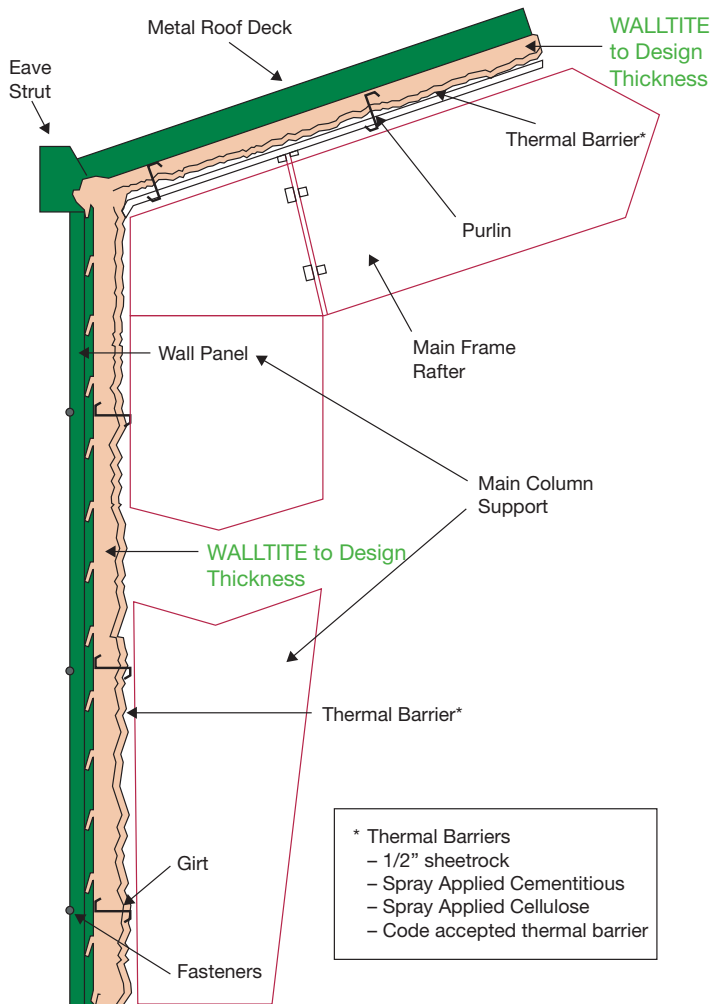 Metal Roof Deck
WALLTITE
to Design
Thickness
Eave
Strut
Thermal Barrier*
Purlin
Wall Panel
Main Frame
Rafter
Main Column
Support
WALLTITE to Design
Thickness
Thermal Barrier*
* Thermal Barriers
– 1/2” sheetrock
– Spray Applied Cementitious
– Spray Applied Cellulose
– Code accepted thermal barrier
Girt
Fasteners